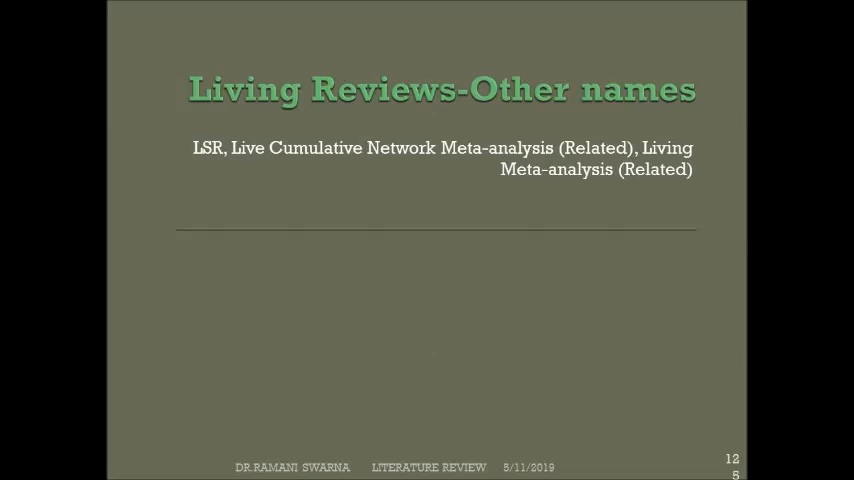 Living Reviews-Other names
LSR, Live Cumulative Network Meta-analysis (Related), Living
Meta-analysis (Related)
DR.RAMANI SWARNA LITERATURE REVIEW 5/11/2019
12
5